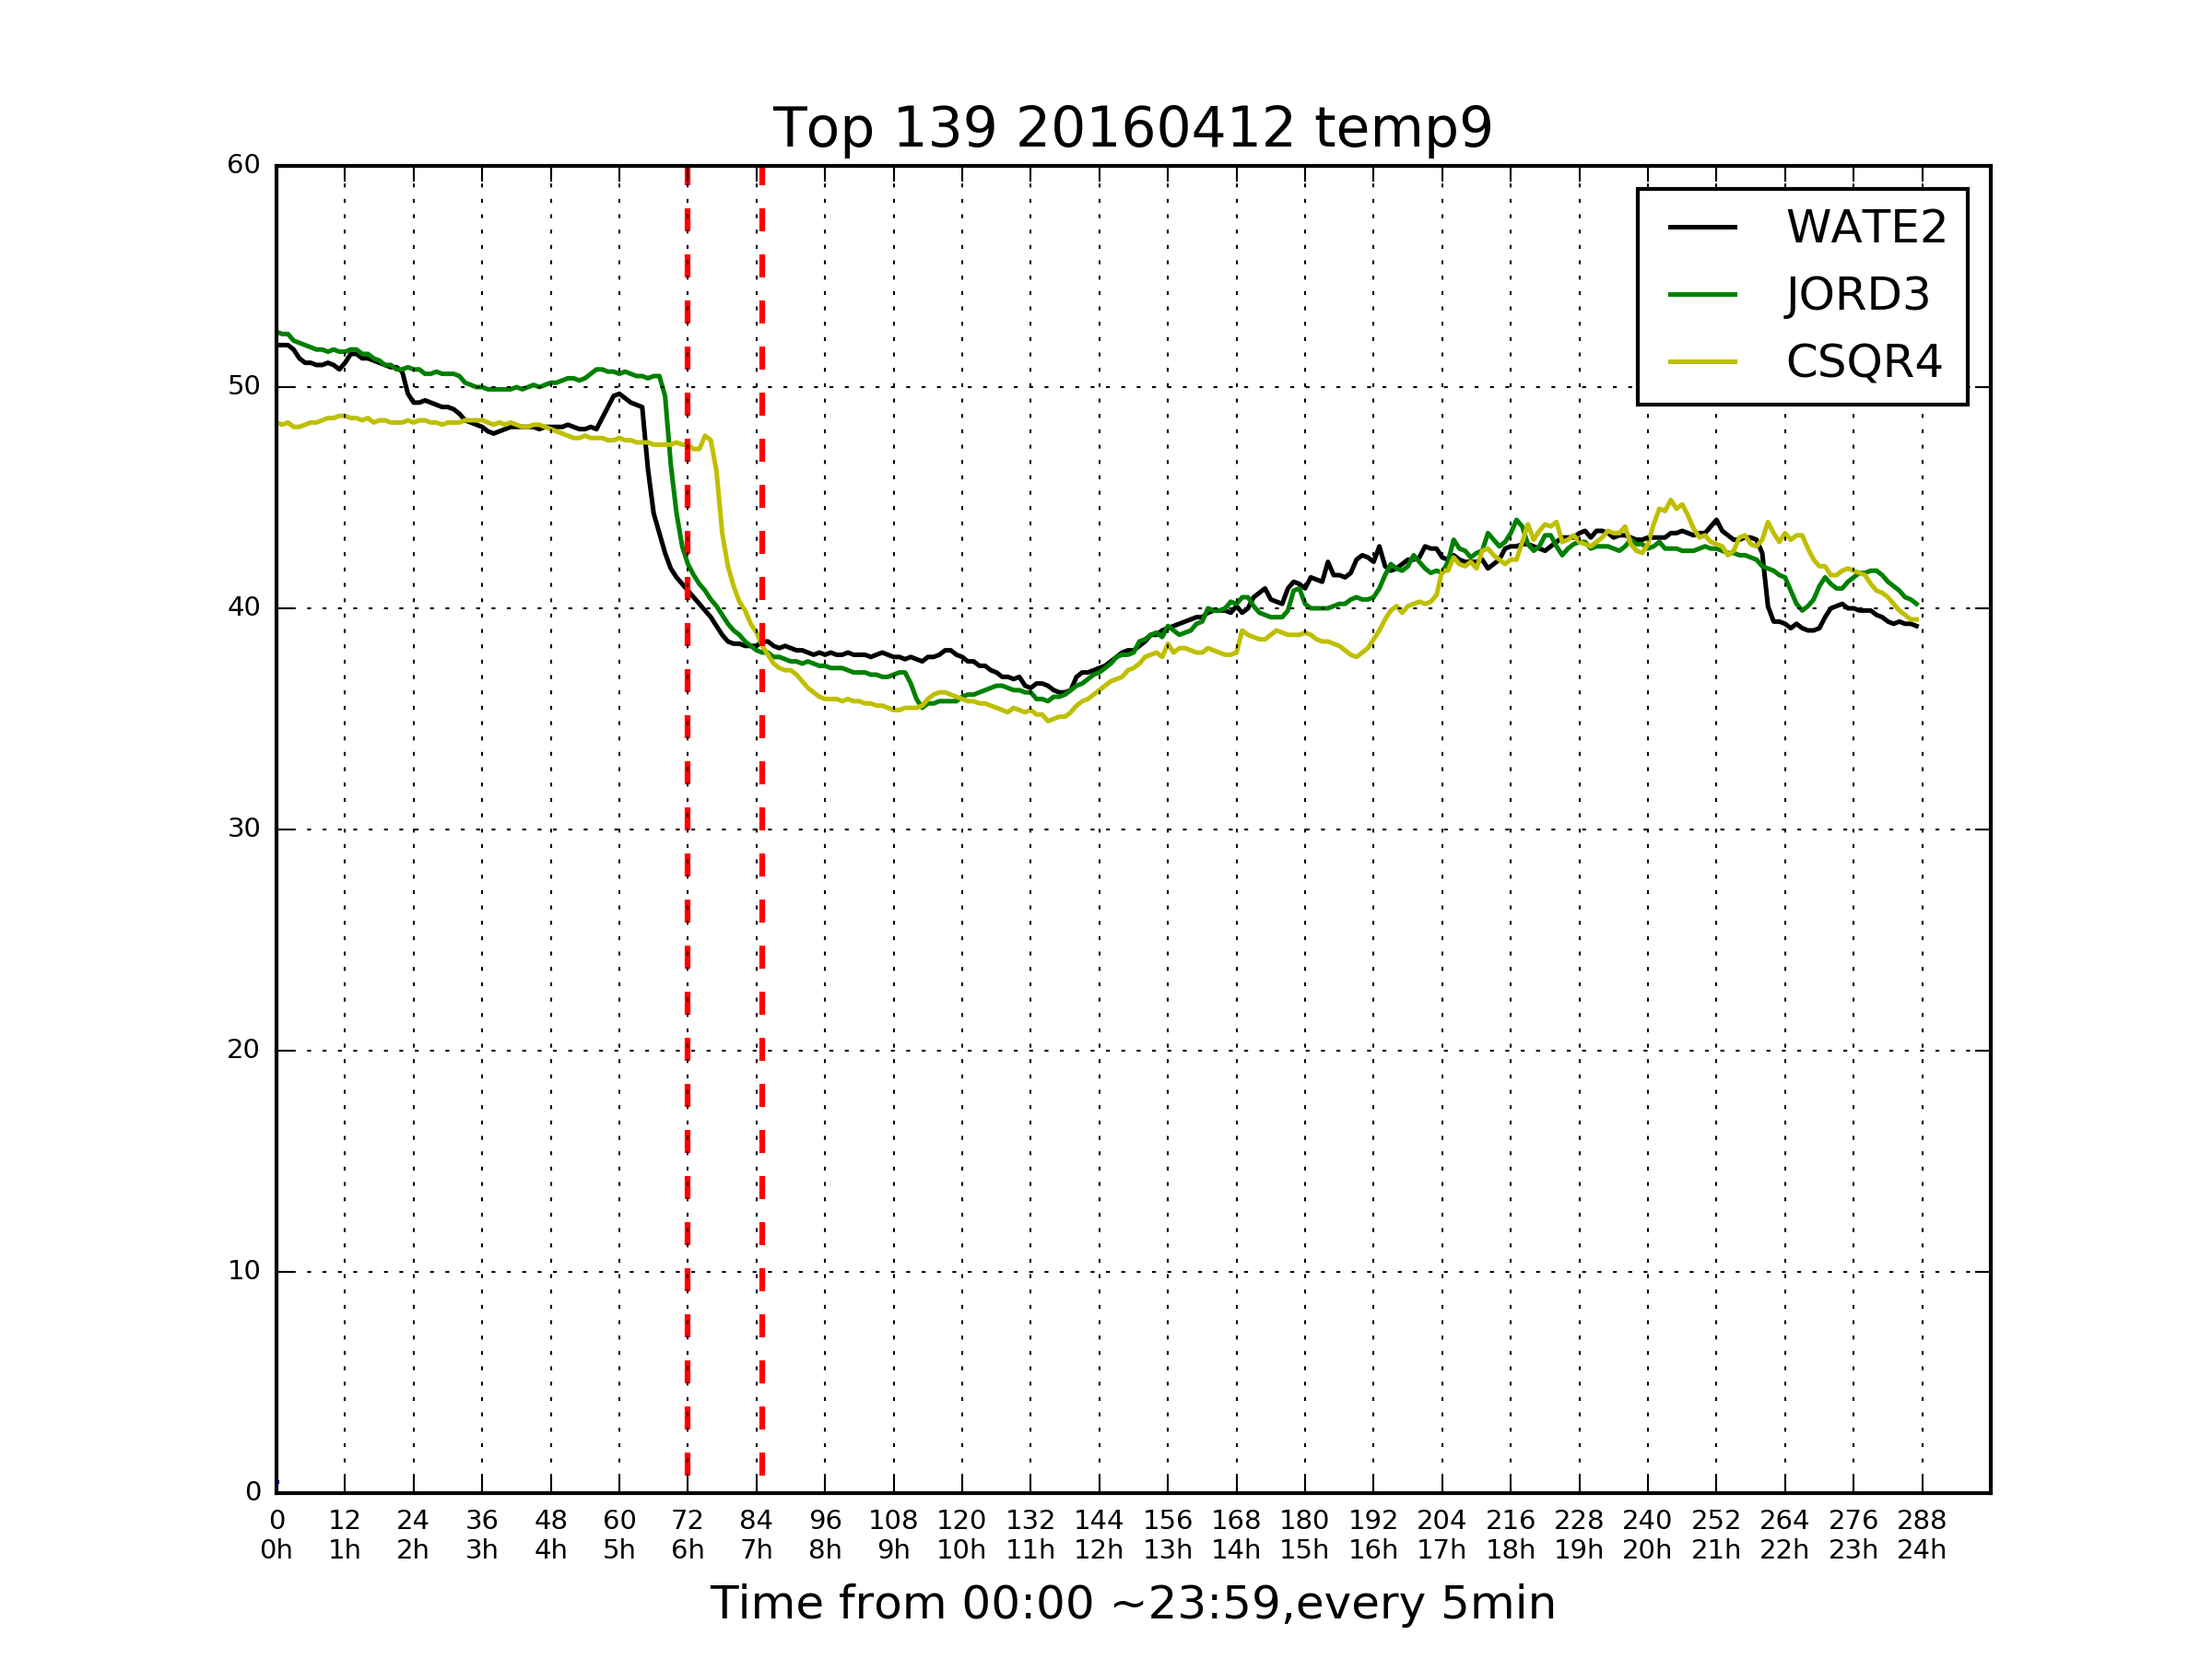 Top 139 20160412 temp9
60
50
40
30
20
10
0
WATE2
JORD3
CSQR4
0 12 24 36 48 60 72 84 96 108 120 132 144 156 168 180 192 204 216 228 240 252 264 276 288
0h 1h 2h 3h 4h 5h 6h 7h 8h 9h 10h 11h 12h 13h 14h 15h 16h 17h 18h 19h 20h 21h 22h 23h 24h
Time from 00:00 ~23:59,every 5min